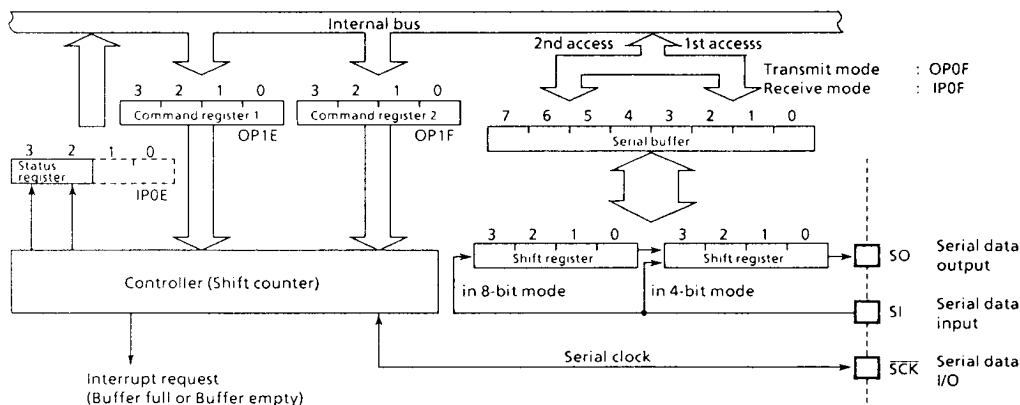 Internal bus
2nd access 1st accesss
Transmit mode : OP0F
Receive mode : IP0F
3 2 1 0
Command register 1
OP1E
3 2 1 0
Command register 2
OP1F
7 6 5 4 3 2 1 0
Serial buffer
3 2 1 0
Status
register
IP0E
3 2 1 0
Shift register
3 2 1 0
Shift register
SO Serial data
output
Controller (Shift counter)
in 8-bit mode
in 4-bit mode
SI Serial data
input
Serial clock
SCK Serial data
I/O
Interrupt request
(Buffer full or Buffer empty)